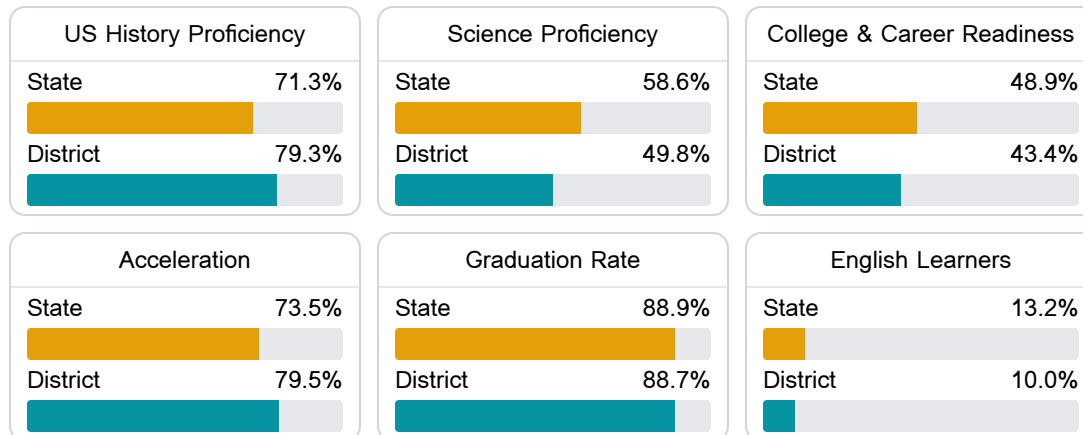 US History Proficiency
State 71.3%
District 79.3%
Science Proficiency
State 58.6%
District 49.8%
College & Career Readiness
State 48.9%
District 43.4%
Acceleration
State 73.5%
District 79.5%
Graduation Rate
State 88.9%
District 88.7%
English Learners
State 13.2%
District 10.0%